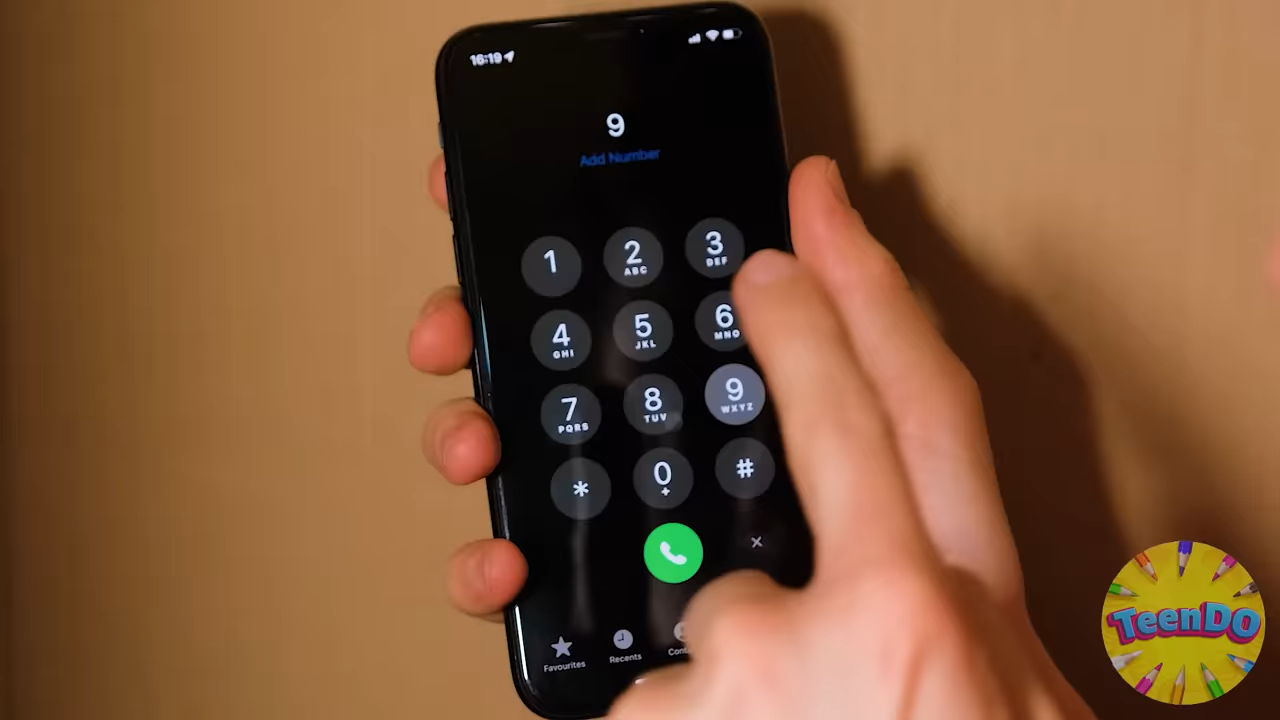 16:19
9
Add Number
1
2
ABC
3
DEF
4
GHI
5
JKL
6
MNO
7
PQRS
8
TUV
9
WXYZ
*
0
+
#
×
Favourites
Recents
TeenDO